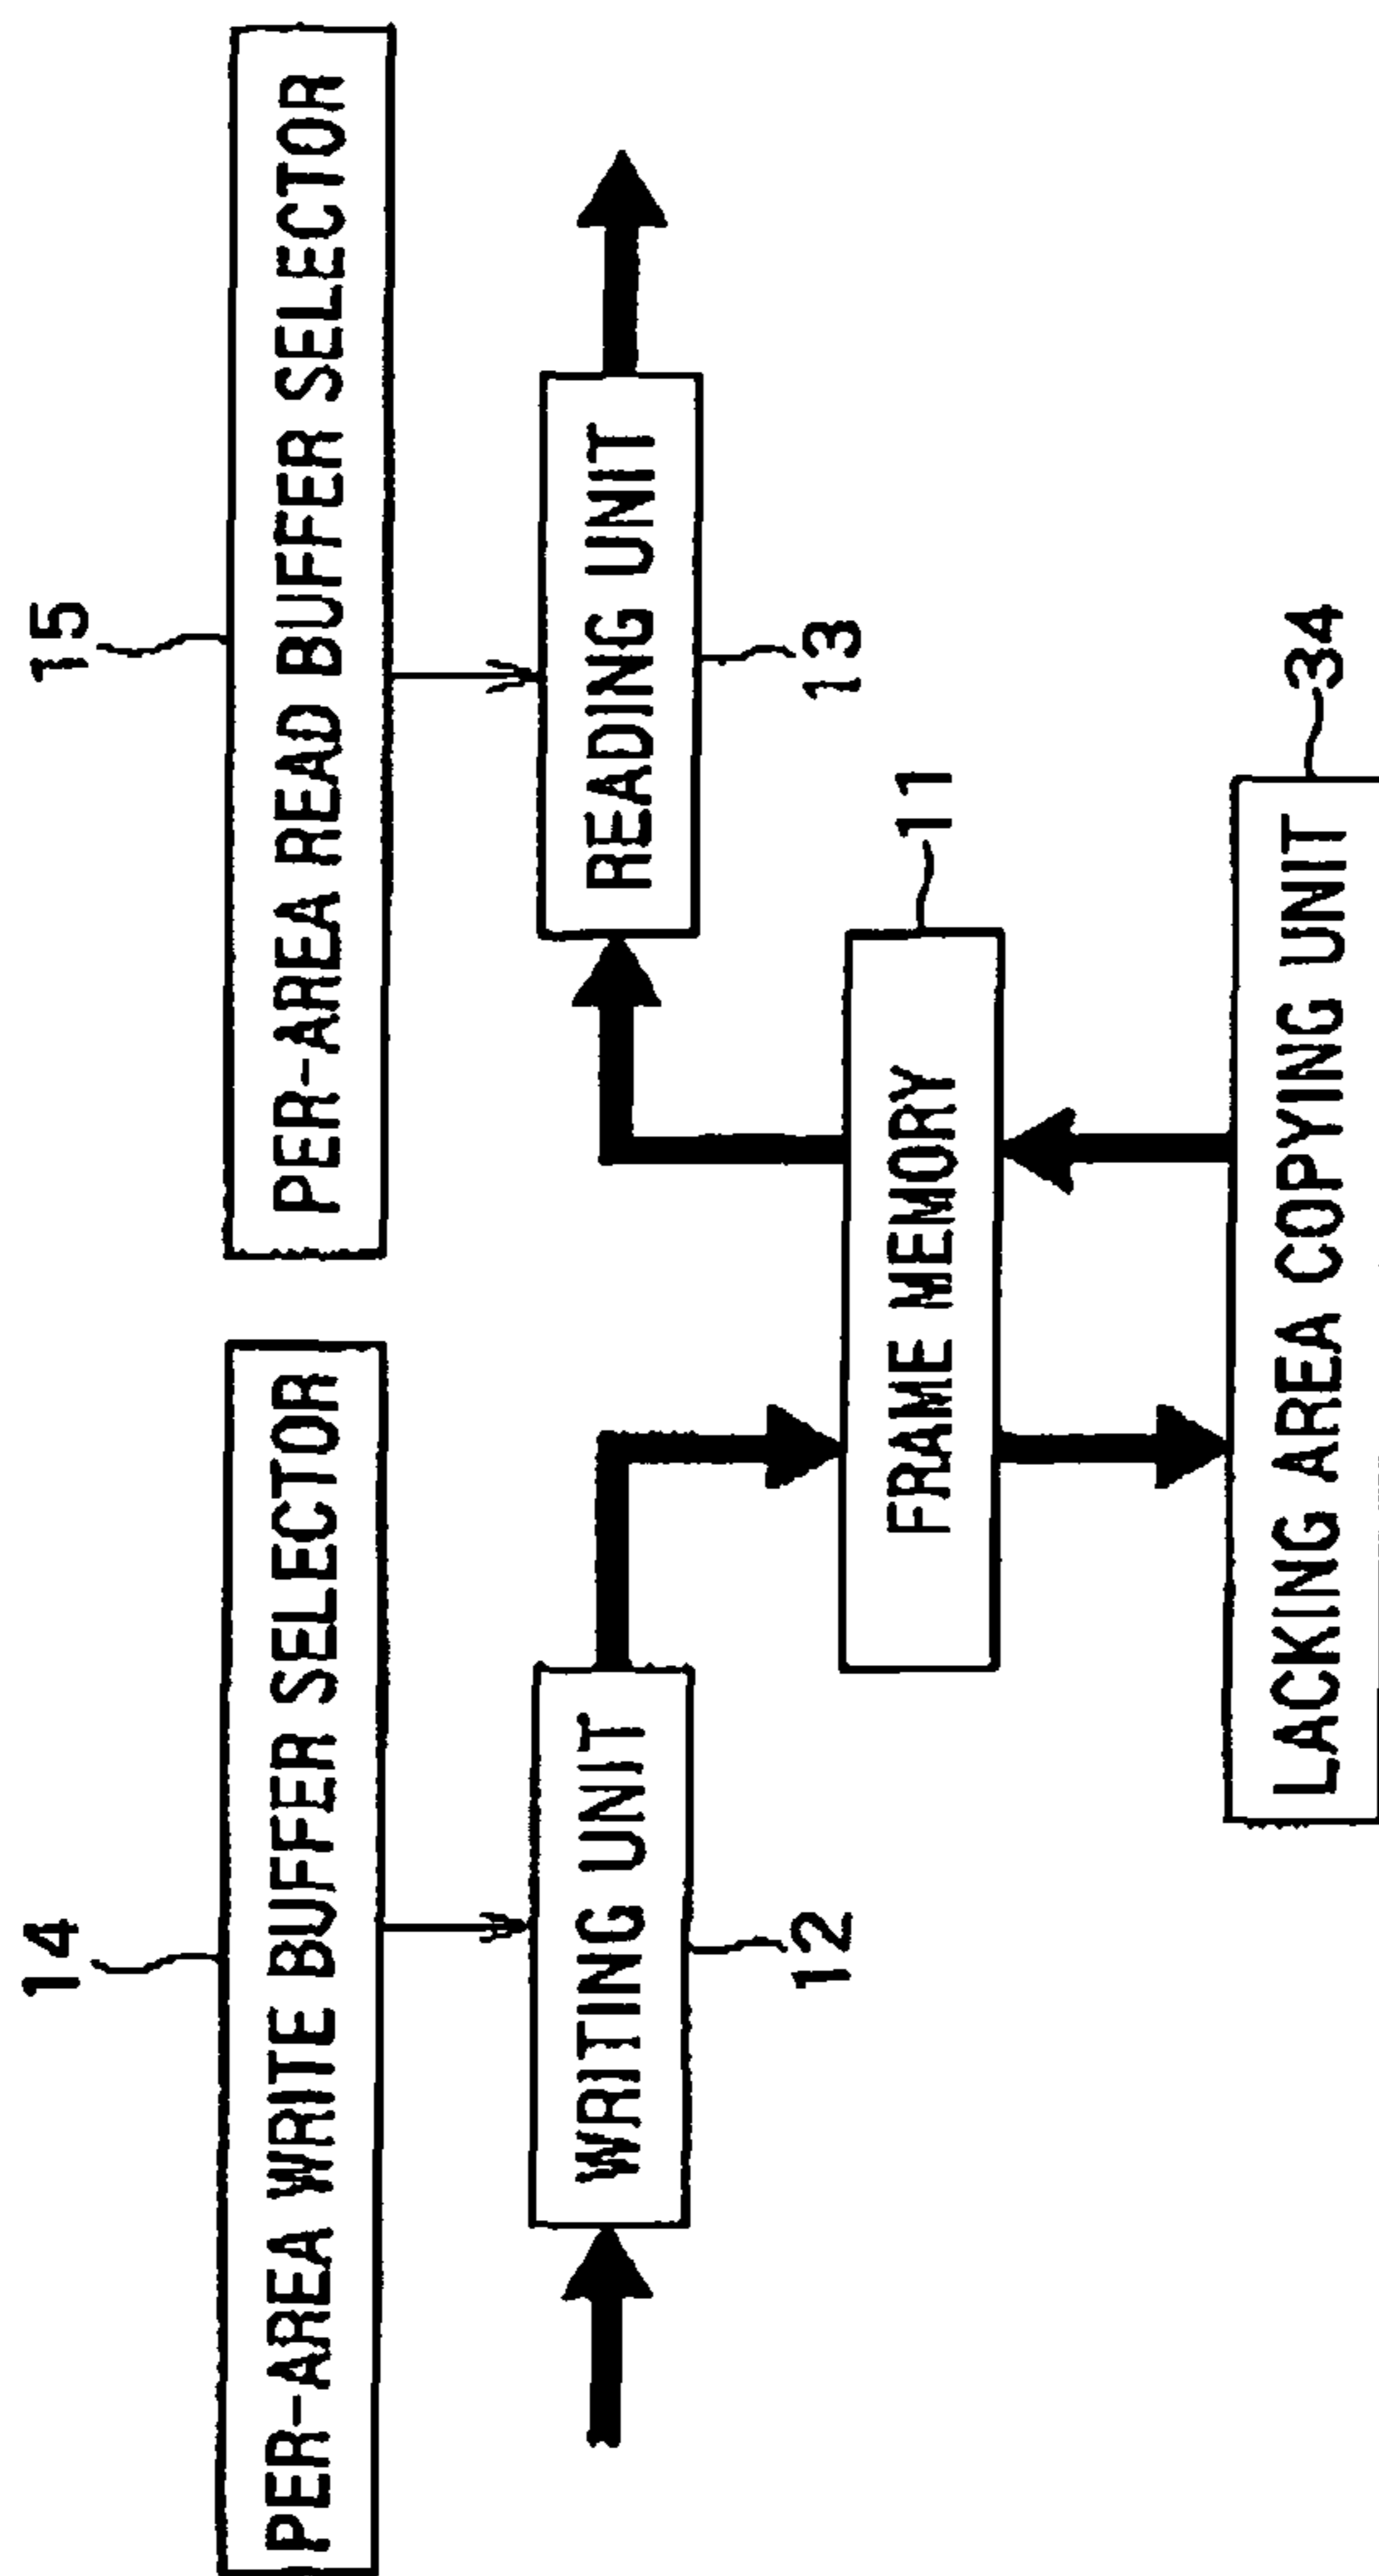 14
15
PER-AREA WRITE BUFFER SELECTOR
PER-AREA READ BUFFER SELECTOR
WRITING UNIT
READING UNIT
12
13
11
FRAME MEMORY
34
LACKING AREA COPYING UNIT